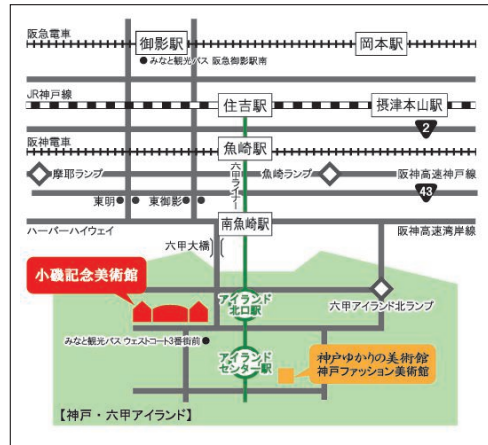 阪急電車
御影駅
岡本駅
●みなと観光バス 阪急御影駅南
JR神戸線
住吉駅
摂津本山駅
2
阪神電車
魚崎駅
摩耶ランプ
六甲ライナー
魚崎ランプ
阪神高速神戸線
43
東明
東御影
南魚崎駅
ハーバーハイウェイ
阪神高速湾岸線
六甲大橋
小磯記念美術館
アイランド
北口駅
六甲アイランド北ランプ
みなと観光バス ウェストコート3番街前●
アイランド
センター駅
神戸ゆかりの美術館
神戸ファッション美術館
【神戸・六甲アイランド】